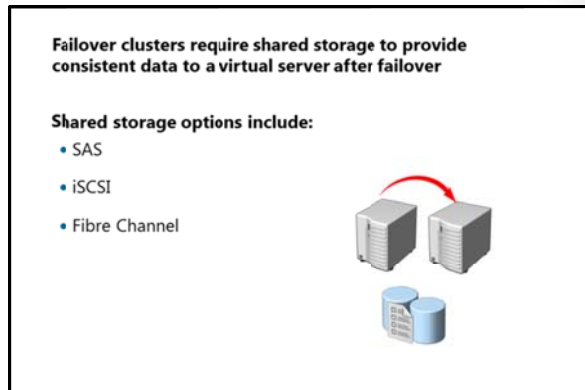 Failover clusters require shared storage to provide
consistent data to a virtual server after failover
Shared storage options include:
• SAS
• iSCSI
• Fibre Channel